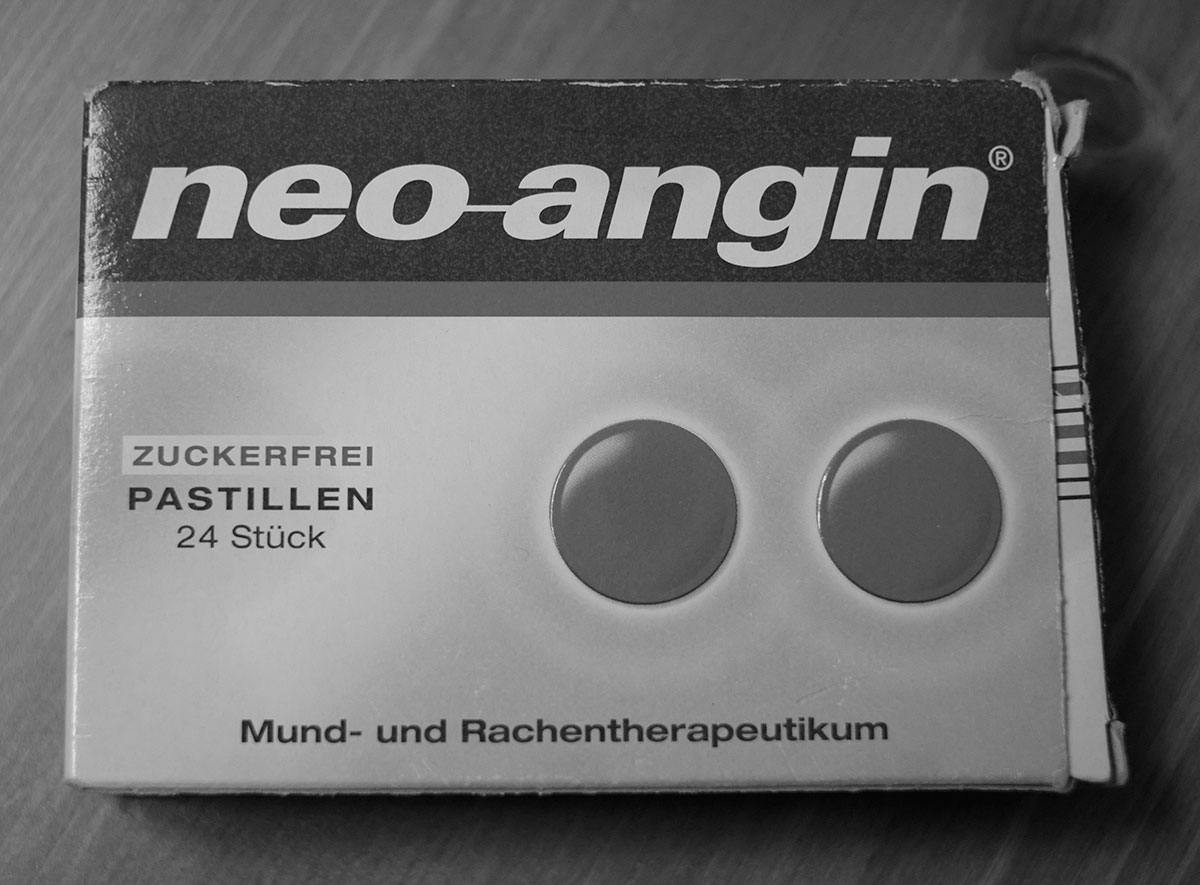 neo-angin®
ZUCKERFREI
PASTILLEN
24 Stück
Mund- und Rachentherapeutikum